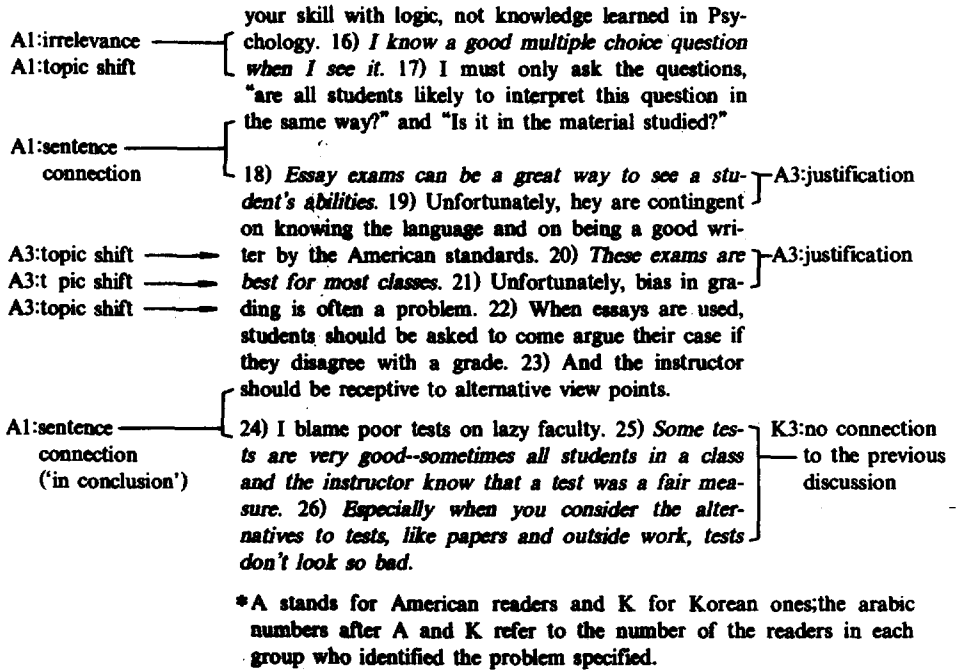 your skill with logic, not knowledge learned in Psy-
A1:irrelevance chology. 16) I know a good multiple choice question
A1:topic shift when I see it. 17) I must only ask the questions,
"are all students likely to interpret this question in
the same way?" and "Is it in the material studied?"
A1:sentence
connection 18) Essay exams can be a great way to see a stu- A3:justification
dent's abilities. 19) Unfortunately, hey are contingent
on knowing the language and on being a good wri-
A3:topic shift ter by the American standards. 20) These exams are A3:justification
A3:t pic shift best for most classes. 21) Unfortunately, bias in gra-
A3:topic shift ding is often a problem. 22) When essays are used,
students should be asked to come argue their case if
they disagree with a grade. 23) And the instructor
should be receptive to alternative view points.
A1:sentence 24) I blame poor tests on lazy faculty. 25) Some tes- K3:no connection
connection ts are very good--sometimes all students in a class to the previous
('in conclusion') and the instructor know that a test was a fair mea- discussion
sure. 26) Especially when you consider the alter-
natives to tests, like papers and outside work, tests
don't look so bad.
*A stands for American readers and K for Korean ones;the arabic
numbers after A and K refer to the number of the readers in each
group who identified the problem specified.